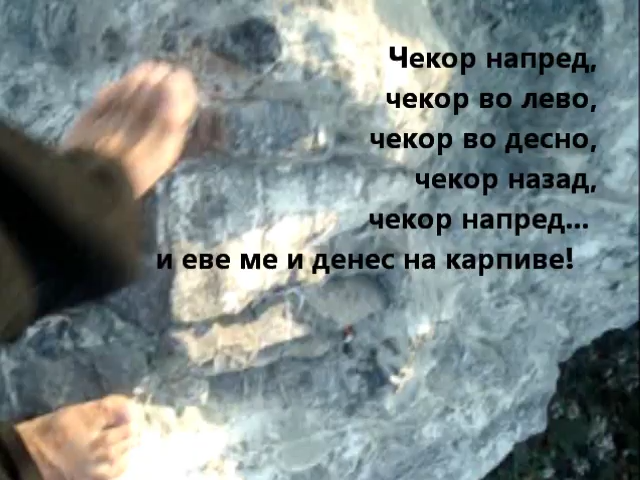 Чекор напред,
чекор во лево,
чекор во десно,
чекор назад,
чекор напред...
и еве ме и денес на карпиве!